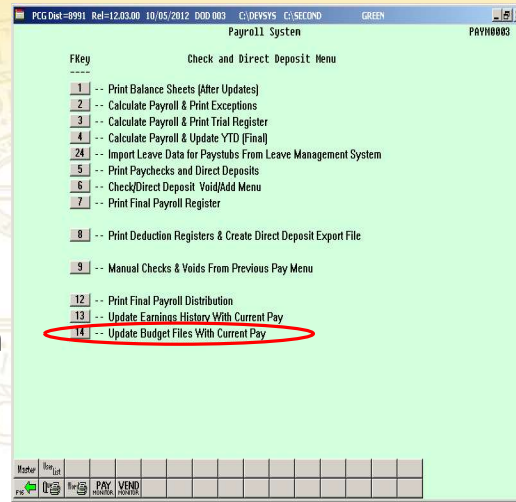 PCG Dist=8991 Rel=12.03.00 10/05/2012 DOD 003 C:\DEVSYS C:\SECOND GREEN
Payroll System PAYM0003
FKey Check and Direct Deposit Menu
----
1 -- Print Balance Sheets (After Updates)
2 -- Calculate Payroll & Print Exceptions
3 -- Calculate Payroll & Print Trial Register
4 -- Calculate Payroll & Update YTD (Final)
24 -- Import Leave Data for Paystubs From Leave Management System
5 -- Print Paychecks and Direct Deposits
6 -- Check/Direct Deposit Void/Add Menu
7 -- Print Final Payroll Register
8 -- Print Deduction Registers & Create Direct Deposit Export File
9 -- Manual Checks & Voids From Previous Pay Menu
12 -- Print Final Payroll Distribution
13 -- Update Earnings History With Current Pay
14 -- Update Budget Files With Current Pay
Master User List
F16 PAY MONITOR VEND MONITOR